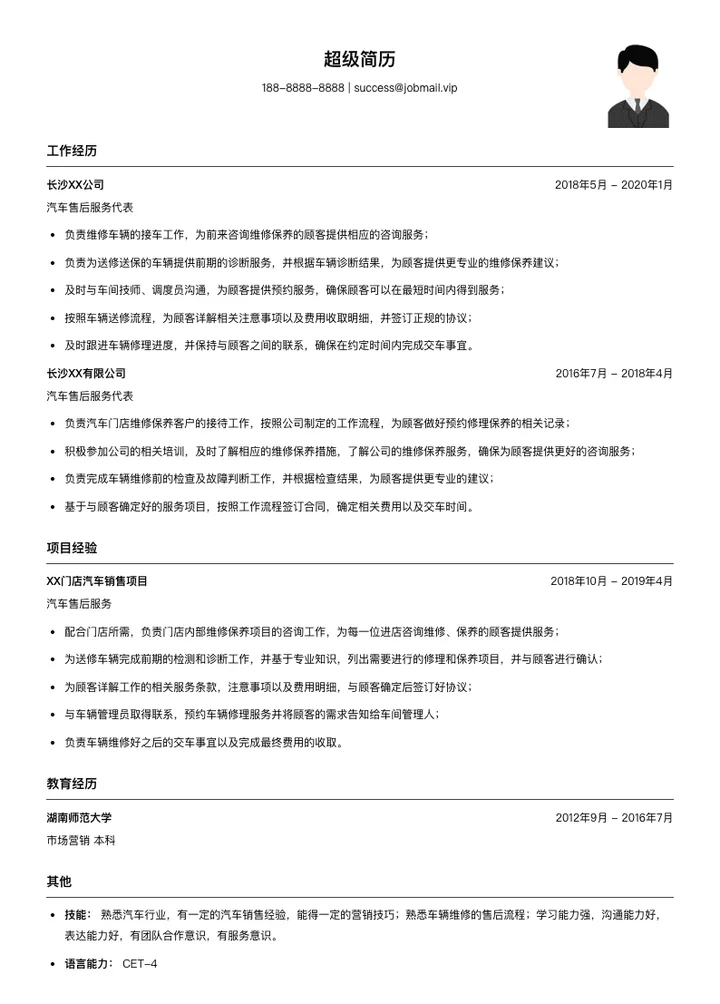 超级简历
188-8888-8888 | success@jobmail.vip
工作经历
长沙XX公司 2018年5月 - 2020年1月
汽车售后服务代表
• 负责维修车辆的接车工作，为前来咨询维修保养的顾客提供相应的咨询服务；
• 负责为送修送保的车辆提供前期的诊断服务，并根据车辆诊断结果，为顾客提供更专业的维修保养建议；
• 及时与车间技师、调度员沟通，为顾客提供预约服务，确保顾客可以在最短时间内得到服务；
• 按照车辆送修流程，为顾客详解相关注意事项以及费用收取明细，并签订正规的协议；
• 及时跟进车辆修理进度，并保持与顾客之间的联系，确保在约定时间内完成交车事宜。
长沙XX有限公司 2016年7月 - 2018年4月
汽车售后服务代表
• 负责汽车门店维修保养客户的接待工作，按照公司制定的工作流程，为顾客做好预约修理保养的相关记录；
• 积极参加公司的相关培训，及时了解相应的维修保养措施，了解公司的维修保养服务，确保为顾客提供更好的咨询服务；
• 负责完成车辆维修前的检查及故障判断工作，并根据检查结果，为顾客提供更专业的建议；
• 基于与顾客确定好的服务项目，按照工作流程签订合同，确定相关费用以及交车时间。
项目经验
XX门店汽车销售项目 2018年10月 - 2019年4月
汽车售后服务
• 配合门店所需，负责门店内部维修保养项目的咨询工作，为每一位进店咨询维修、保养的顾客提供服务；
• 为送修车辆完成前期的检测和诊断工作，并基于专业知识，列出需要进行的修理和保养项目，并与顾客进行确认；
• 为顾客详解工作的相关服务条款，注意事项以及费用明细，与顾客确定后签订好协议；
• 与车辆管理员取得联系，预约车辆修理服务并将顾客的需求告知给车间管理人；
• 负责车辆维修好之后的交车事宜以及完成最终费用的收取。
教育经历
湖南师范大学 2012年9月 - 2016年7月
市场营销 本科
其他
• 技能： 熟悉汽车行业，有一定的汽车销售经验，能得一定的营销技巧；熟悉车辆维修的售后流程；学习能力强，沟通能力好，
表达能力好，有团队合作意识，有服务意识。
• 语言能力： CET-4